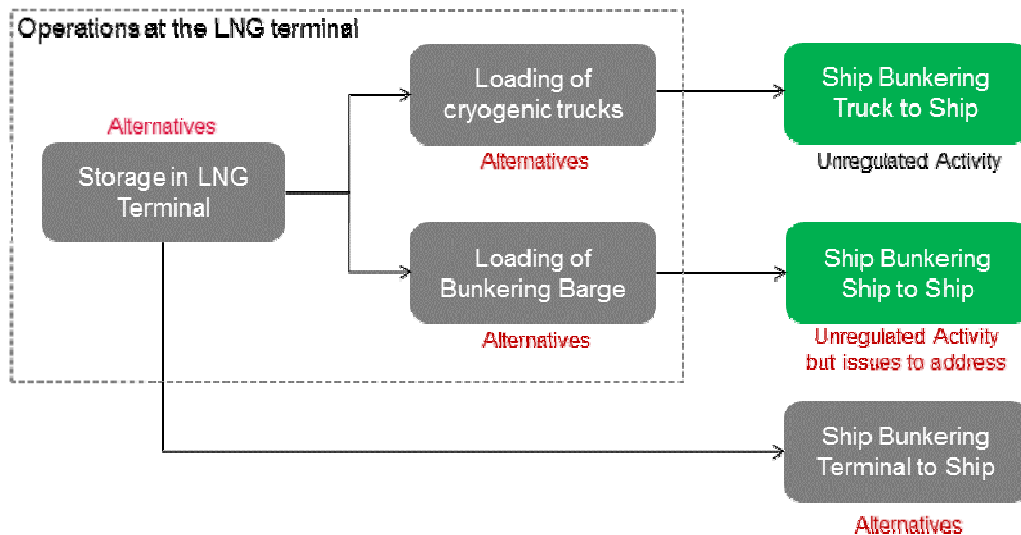 Operations at the LNG terminal
Alternatives
Storage in LNG
Terminal
Loading of
cryogenic trucks
Alternatives
Loading of
Bunkering Barge
Alternatives
Ship Bunkering
Truck to Ship
Unregulated Activity
Ship Bunkering
Ship to Ship
Unregulated Activity
but issues to address
Ship Bunkering
Terminal to Ship
Alternatives